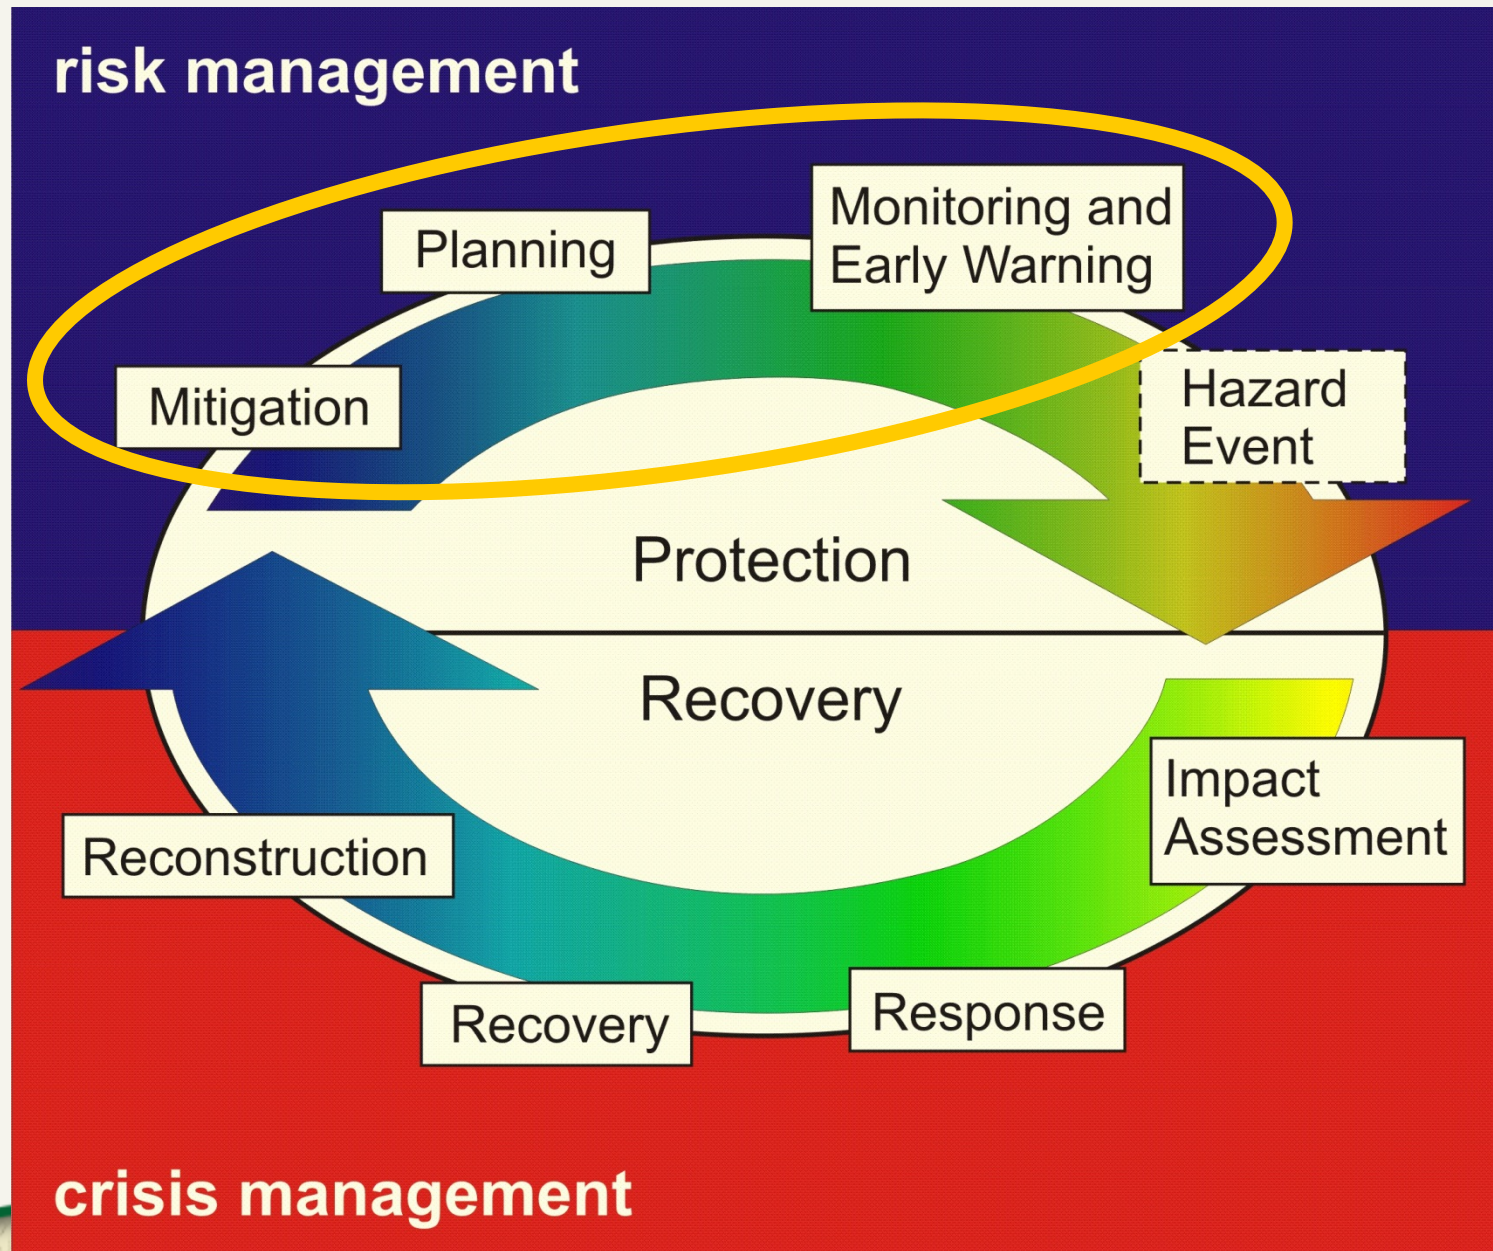 risk management
Planning
Monitoring and
Early Warning
Mitigation
Hazard
Event
Protection
Recovery
Impact
Assessment
Reconstruction
Recovery
Response
crisis management